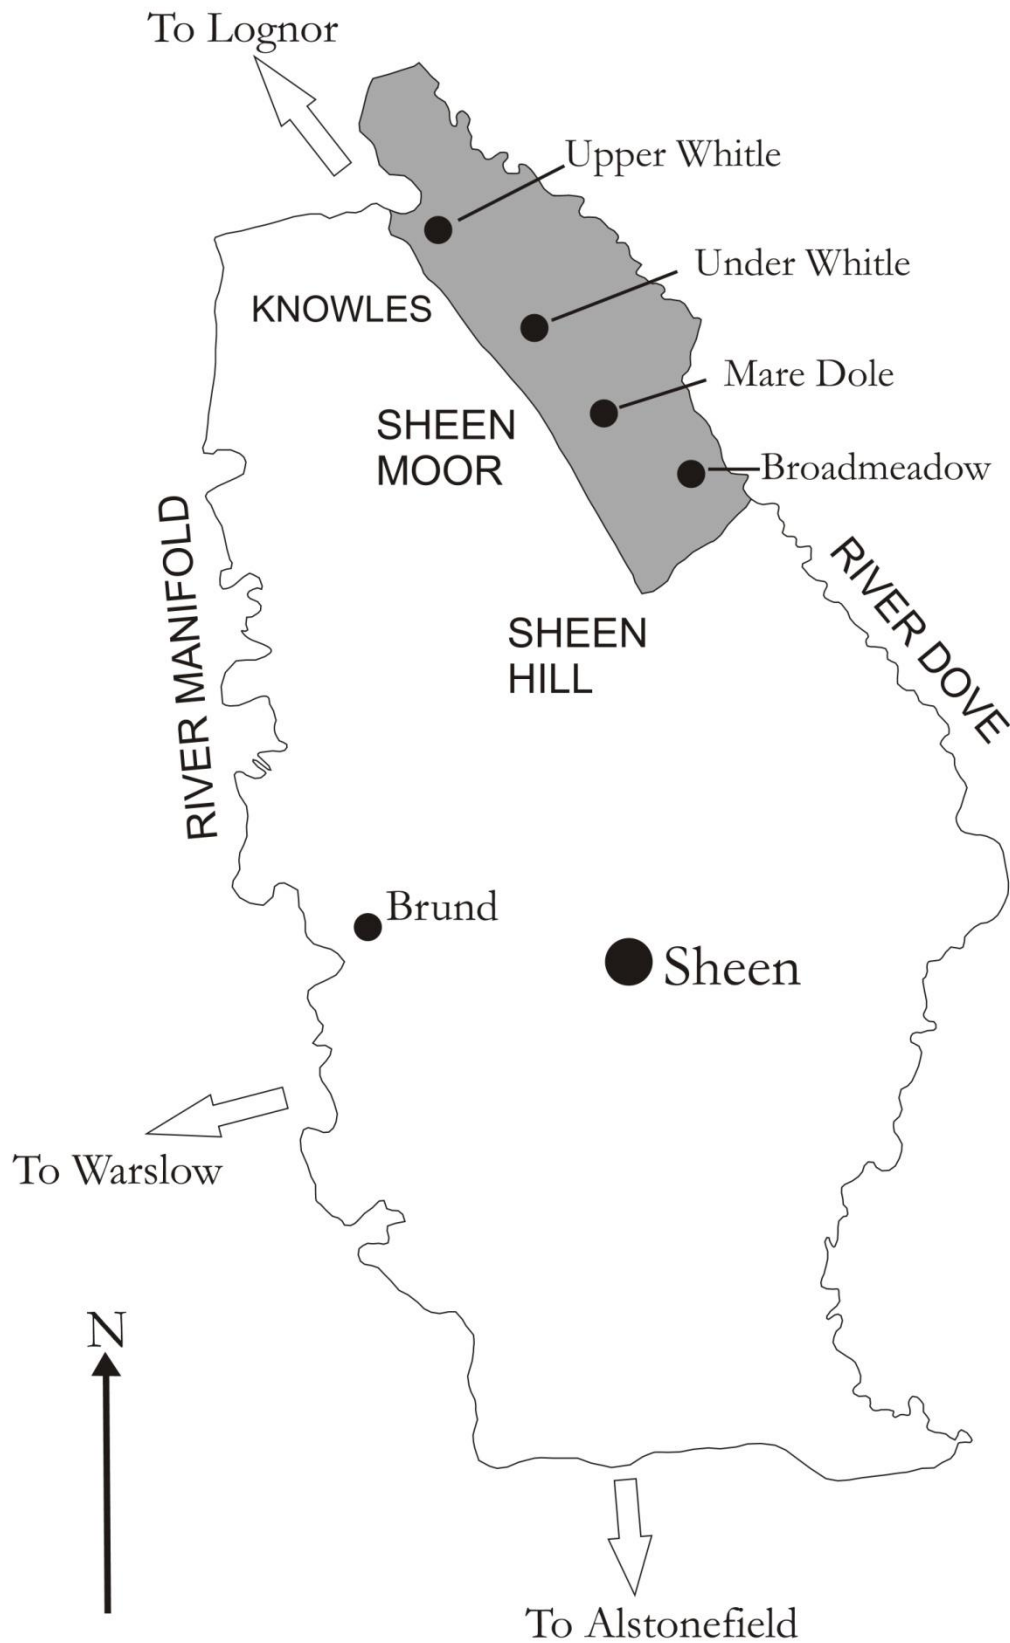 To Lognor
Upper Whitle
Under Whitle
KNOWLES
Mare Dole
SHEEN
MOOR
Broadmeadow
RIVER MANIFOLD
RIVER DOVE
SHEEN
HILL
Brund
Sheen
To Warslow
N
To Alstonefield